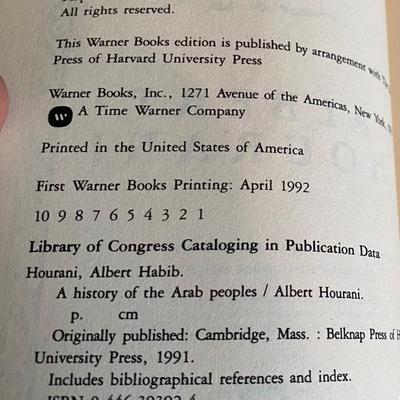 All rights reserved.
This Warner Books edition is published by arrangement with The
Press of Harvard University Press
Warner Books, Inc., 1271 Avenue of the Americas, New York,
A Time Warner Company
Printed in the United States of America
First Warner Books Printing: April 1992
10 9 8 7 6 5 4 3 2 1
Library of Congress Cataloging in Publication Data
Hourani, Albert Habib.
A history of the Arab peoples / Albert Hourani.
p. cm
Originally published: Cambridge, Mass. : Belknap Press of H
University Press, 1991.
Includes bibliographical references and index.